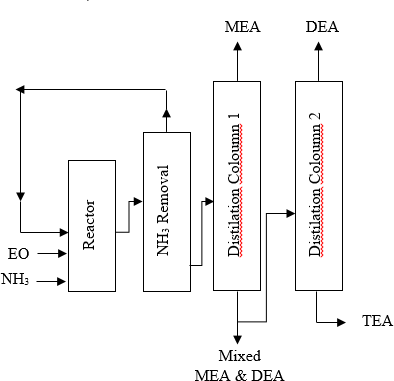 MEA
DEA
Reactor
NH₃ Removal
Distilation Coloumn 1
Distilation Coloumn 2
EO
NH₃
TEA
Mixed
MEA & DEA